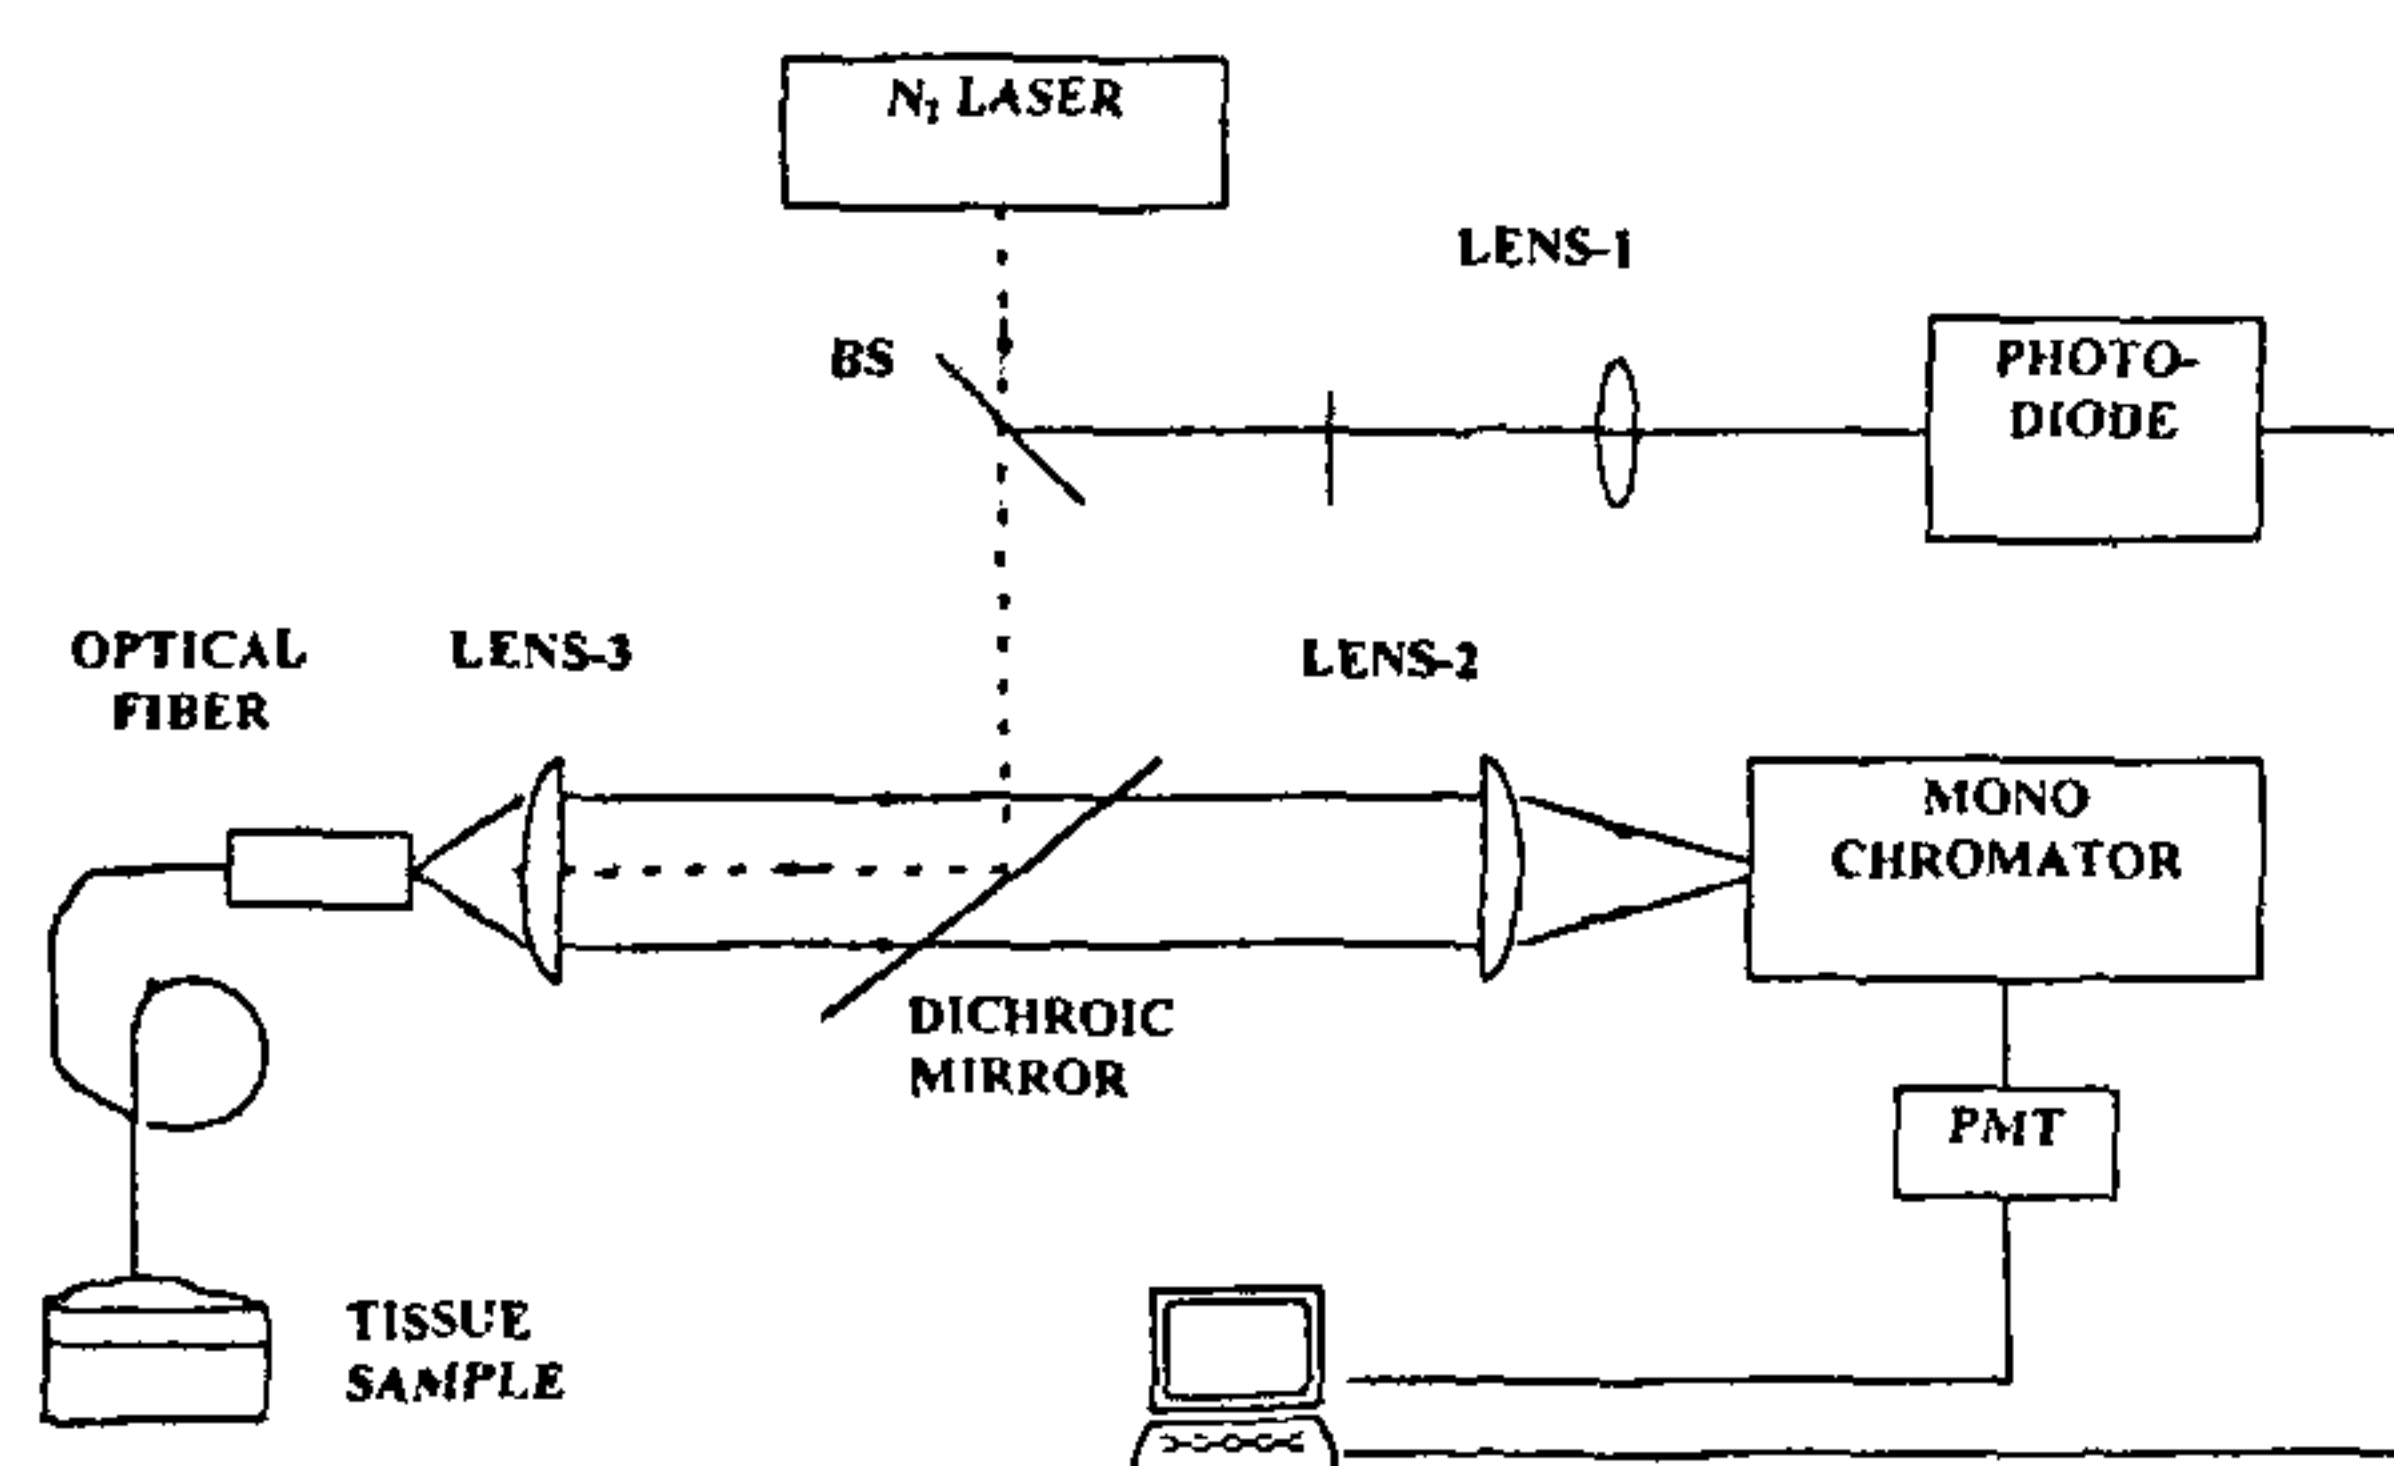 N₂ LASER
LENS-1
BS
PHOTO-
DIODE
OPTICAL
FIBER
LENS-3
LENS-2
MONO
CHROMATOR
DICHROIC
MIRROR
PMT
TISSUE
SAMPLE